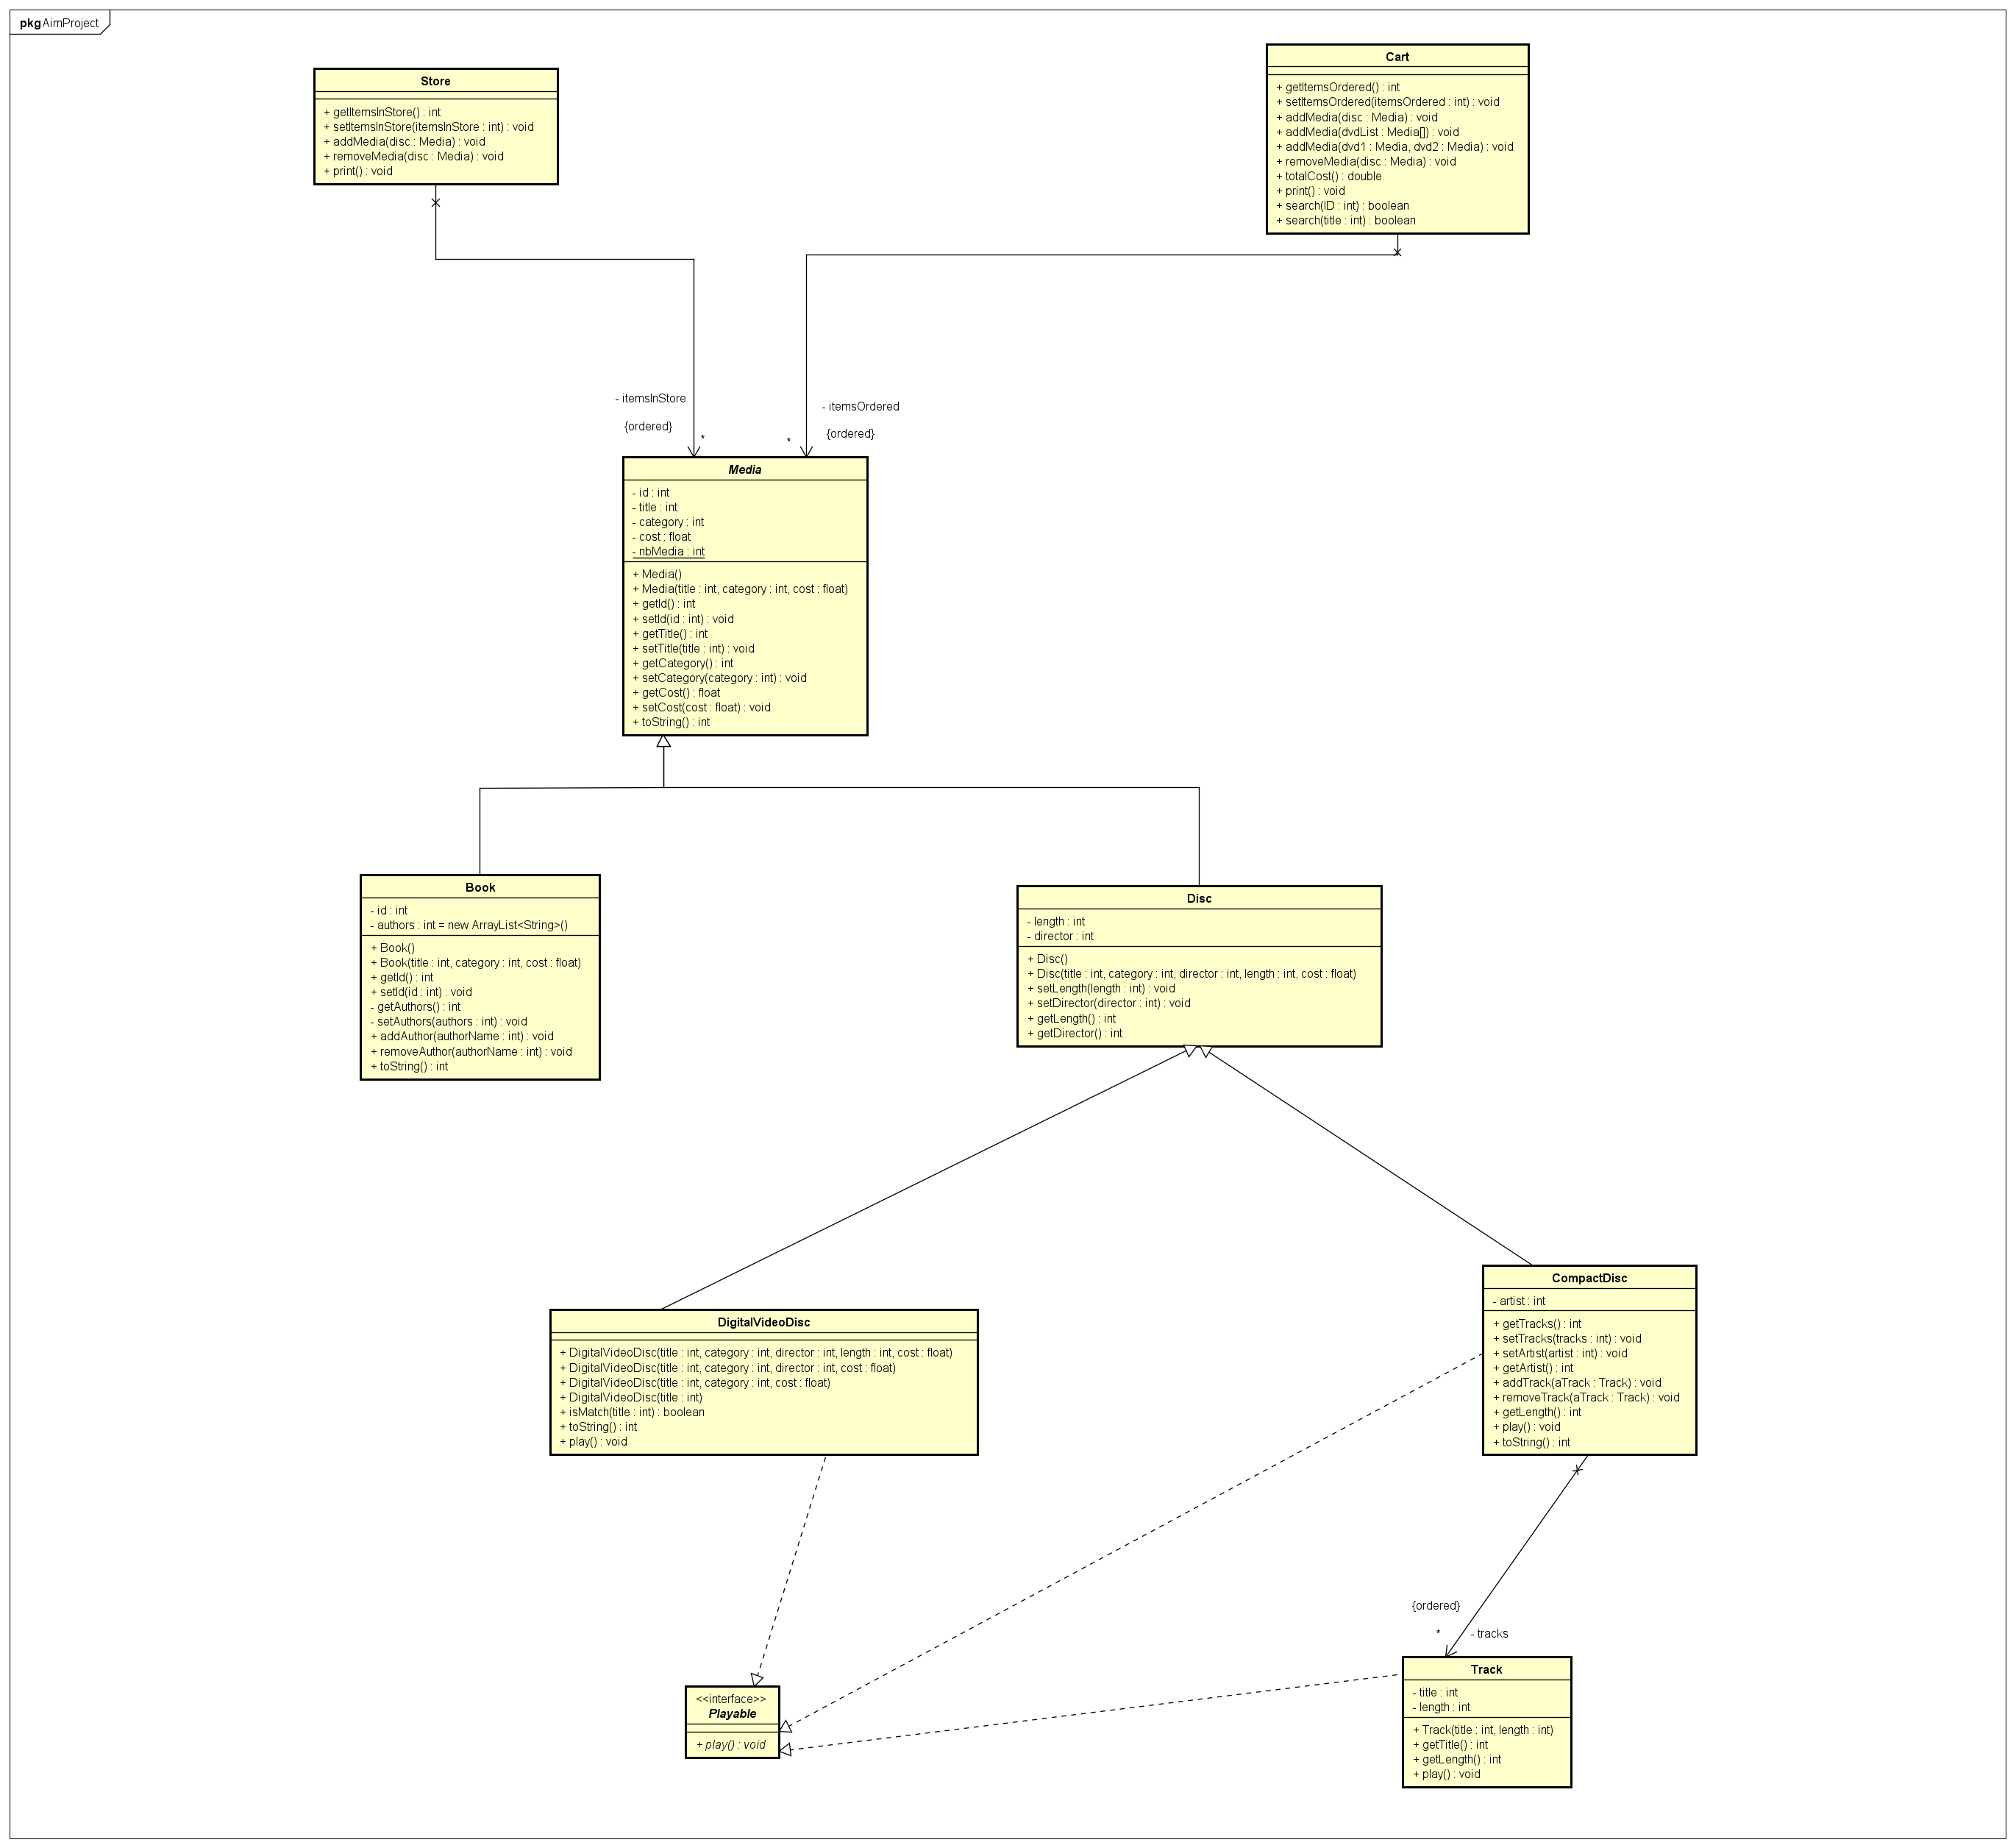 pkg AimProject
Store
+ getItemsInStore() : int
+ setItemsInStore(itemsInStore : int) : void
+ addMedia(disc : Media) : void
+ removeMedia(disc : Media) : void
+ print() : void
Cart
+ getItemsOrdered() : int
+ setItemsOrdered(itemsOrdered : int) : void
+ addMedia(disc : Media) : void
+ addMedia(dvdList : Media[]) : void
+ addMedia(dvd1 : Media, dvd2 : Media) : void
+ removeMedia(disc : Media) : void
+ totalCost() : double
+ print() : void
+ search(ID : int) : boolean
+ search(title : int) : boolean
- itemsInStore
{ordered}
*
- itemsOrdered
{ordered}
*
Media
- id : int
- title : int
- category : int
- cost : float
- nbMedia : int
+ Media()
+ Media(title : int, category : int, cost : float)
+ getId() : int
+ setId(id : int) : void
+ getTitle() : int
+ setTitle(title : int) : void
+ getCategory() : int
+ setCategory(category : int) : void
+ getCost() : float
+ setCost(cost : float) : void
+ toString() : int
Book
- id : int
- authors : int = new ArrayList<String>()
+ Book()
+ Book(title : int, category : int, cost : float)
+ getId() : int
+ setId(id : int) : void
- getAuthors() : int
- setAuthors(authors : int) : void
+ addAuthor(authorName : int) : void
+ removeAuthor(authorName : int) : void
+ toString() : int
Disc
- length : int
- director : int
+ Disc()
+ Disc(title : int, category : int, director : int, length : int, cost : float)
+ setLength(length : int) : void
+ setDirector(director : int) : void
+ getLength() : int
+ getDirector() : int
DigitalVideoDisc
+ DigitalVideoDisc(title : int, category : int, director : int, length : int, cost : float)
+ DigitalVideoDisc(title : int, category : int, director : int, cost : float)
+ DigitalVideoDisc(title : int, category : int, cost : float)
+ DigitalVideoDisc(title : int)
+ isMatch(title : int) : boolean
+ toString() : int
+ play() : void
CompactDisc
- artist : int
+ getTracks() : int
+ setTracks(tracks : int) : void
+ setArtist(artist : int) : void
+ getArtist() : int
+ addTrack(aTrack : Track) : void
+ removeTrack(aTrack : Track) : void
+ getLength() : int
+ play() : void
+ toString() : int
{ordered}
*
- tracks
<<interface>>
Playable
+ play() : void
Track
- title : int
- length : int
+ Track(title : int, length : int)
+ getTitle() : int
+ getLength() : int
+ play() : void